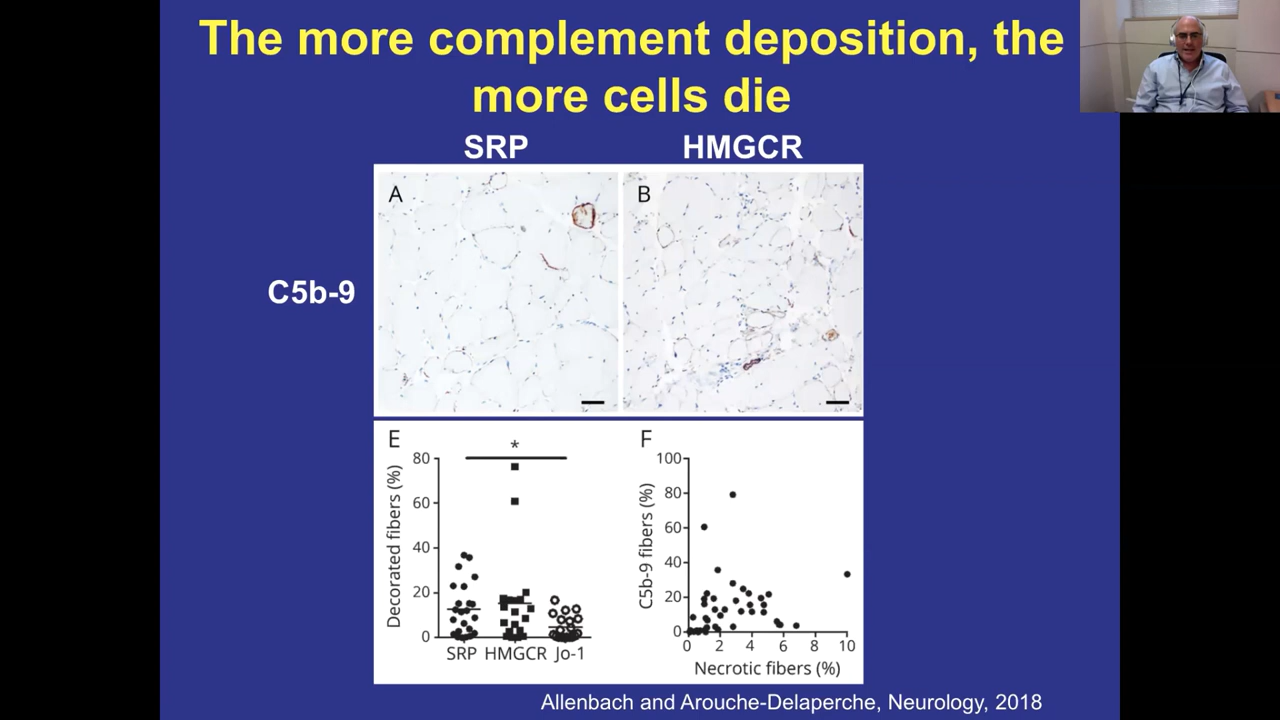 The more complement deposition, the
more cells die
SRP
HMGCR
C5b-9
A
B
E
*
Decorated fibers (%)
80
60
40
20
0
SRP
HMGCR
Jo-1
F
C5b-9 fibers (%)
100
80
60
40
20
0
0
2
4
6
8
10
Necrotic fibers (%)
Allenbach and Arouche-Delaperche, Neurology, 2018